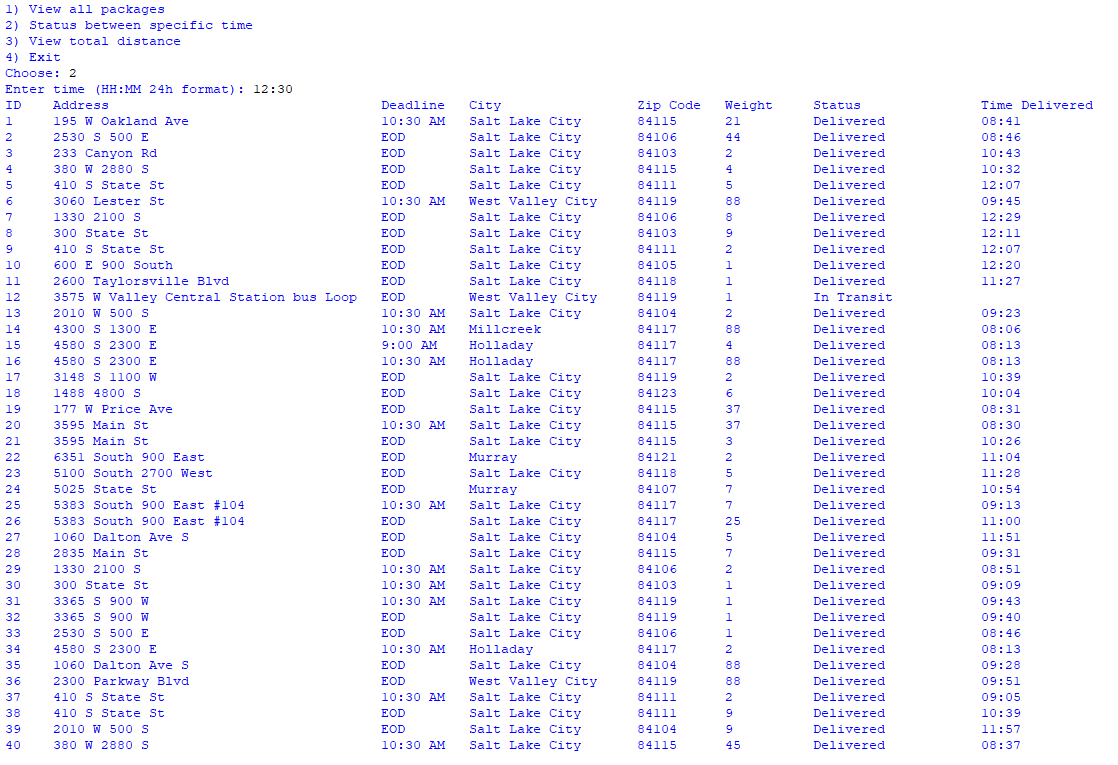 1) View all packages
2) Status between specific time
3) View total distance
4) Exit
Choose: 2
Enter time (HH:MM 24h format): 12:30
ID Address Deadline City Zip Code Weight Status Time Delivered
1 195 W Oakland Ave 10:30 AM Salt Lake City 84115 21 Delivered 08:41
2 2530 S 500 E EOD Salt Lake City 84106 44 Delivered 08:46
3 233 Canyon Rd EOD Salt Lake City 84103 2 Delivered 10:43
4 380 W 2880 S EOD Salt Lake City 84115 4 Delivered 10:32
5 410 S State St EOD Salt Lake City 84111 5 Delivered 12:07
6 3060 Lester St 10:30 AM West Valley City 84119 88 Delivered 09:45
7 1330 2100 S EOD Salt Lake City 84106 8 Delivered 12:29
8 300 State St EOD Salt Lake City 84103 9 Delivered 12:11
9 410 S State St EOD Salt Lake City 84111 2 Delivered 12:07
10 600 E 900 South EOD Salt Lake City 84105 1 Delivered 12:20
11 2600 Taylorsville Blvd EOD Salt Lake City 84118 1 Delivered 11:27
12 3575 W Valley Central Station bus Loop EOD West Valley City 84119 1 In Transit
13 2010 W 500 S 10:30 AM Salt Lake City 84104 2 Delivered 09:23
14 4300 S 1300 E 10:30 AM Millcreek 84117 88 Delivered 08:06
15 4580 S 2300 E 9:00 AM Holladay 84117 4 Delivered 08:13
16 4580 S 2300 E 10:30 AM Holladay 84117 88 Delivered 08:13
17 3148 S 1100 W EOD Salt Lake City 84119 2 Delivered 10:39
18 1488 4800 S EOD Salt Lake City 84123 6 Delivered 10:04
19 177 W Price Ave EOD Salt Lake City 84115 37 Delivered 08:31
20 3595 Main St 10:30 AM Salt Lake City 84115 37 Delivered 08:30
21 3595 Main St EOD Salt Lake City 84115 3 Delivered 10:26
22 6351 South 900 East EOD Murray 84121 2 Delivered 11:04
23 5100 South 2700 West EOD Salt Lake City 84118 5 Delivered 11:28
24 5025 State St EOD Murray 84107 7 Delivered 10:54
25 5383 South 900 East #104 10:30 AM Salt Lake City 84117 7 Delivered 09:13
26 5383 South 900 East #104 EOD Salt Lake City 84117 25 Delivered 11:00
27 1060 Dalton Ave S EOD Salt Lake City 84104 5 Delivered 11:51
28 2835 Main St EOD Salt Lake City 84115 7 Delivered 09:31
29 1330 2100 S 10:30 AM Salt Lake City 84106 2 Delivered 08:51
30 300 State St 10:30 AM Salt Lake City 84103 1 Delivered 09:09
31 3365 S 900 W 10:30 AM Salt Lake City 84119 1 Delivered 09:43
32 3365 S 900 W EOD Salt Lake City 84119 1 Delivered 09:40
33 2530 S 500 E EOD Salt Lake City 84106 1 Delivered 08:46
34 4580 S 2300 E 10:30 AM Holladay 84117 2 Delivered 08:13
35 1060 Dalton Ave S EOD Salt Lake City 84104 88 Delivered 09:28
36 2300 Parkway Blvd EOD West Valley City 84119 88 Delivered 09:51
37 410 S State St 10:30 AM Salt Lake City 84111 2 Delivered 09:05
38 410 S State St EOD Salt Lake City 84111 9 Delivered 10:39
39 2010 W 500 S EOD Salt Lake City 84104 9 Delivered 11:57
40 380 W 2880 S 10:30 AM Salt Lake City 84115 45 Delivered 08:37